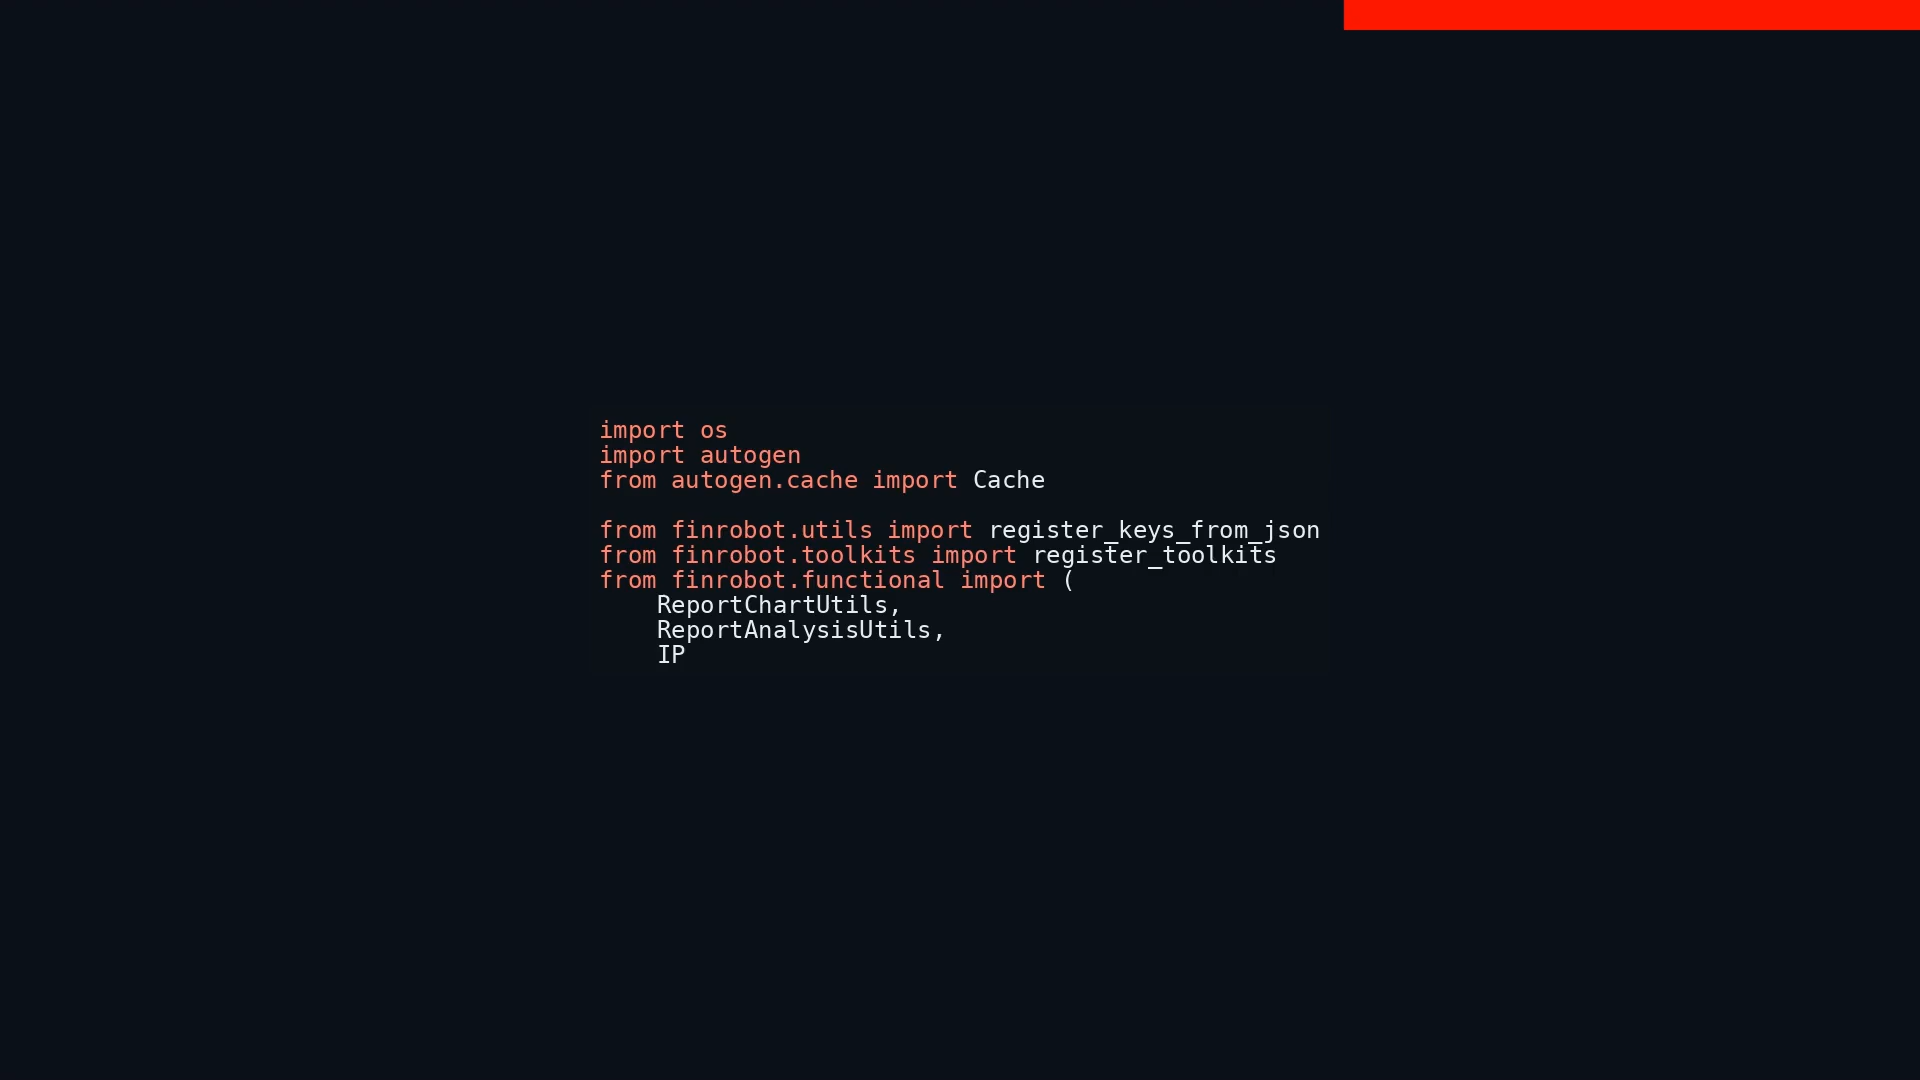 import os
import autogen
from autogen.cache import Cache

from finrobot.utils import register_keys_from_json
from finrobot.toolkits import register_toolkits
from finrobot.functional import (
    ReportChartUtils,
    ReportAnalysisUtils,
    IP